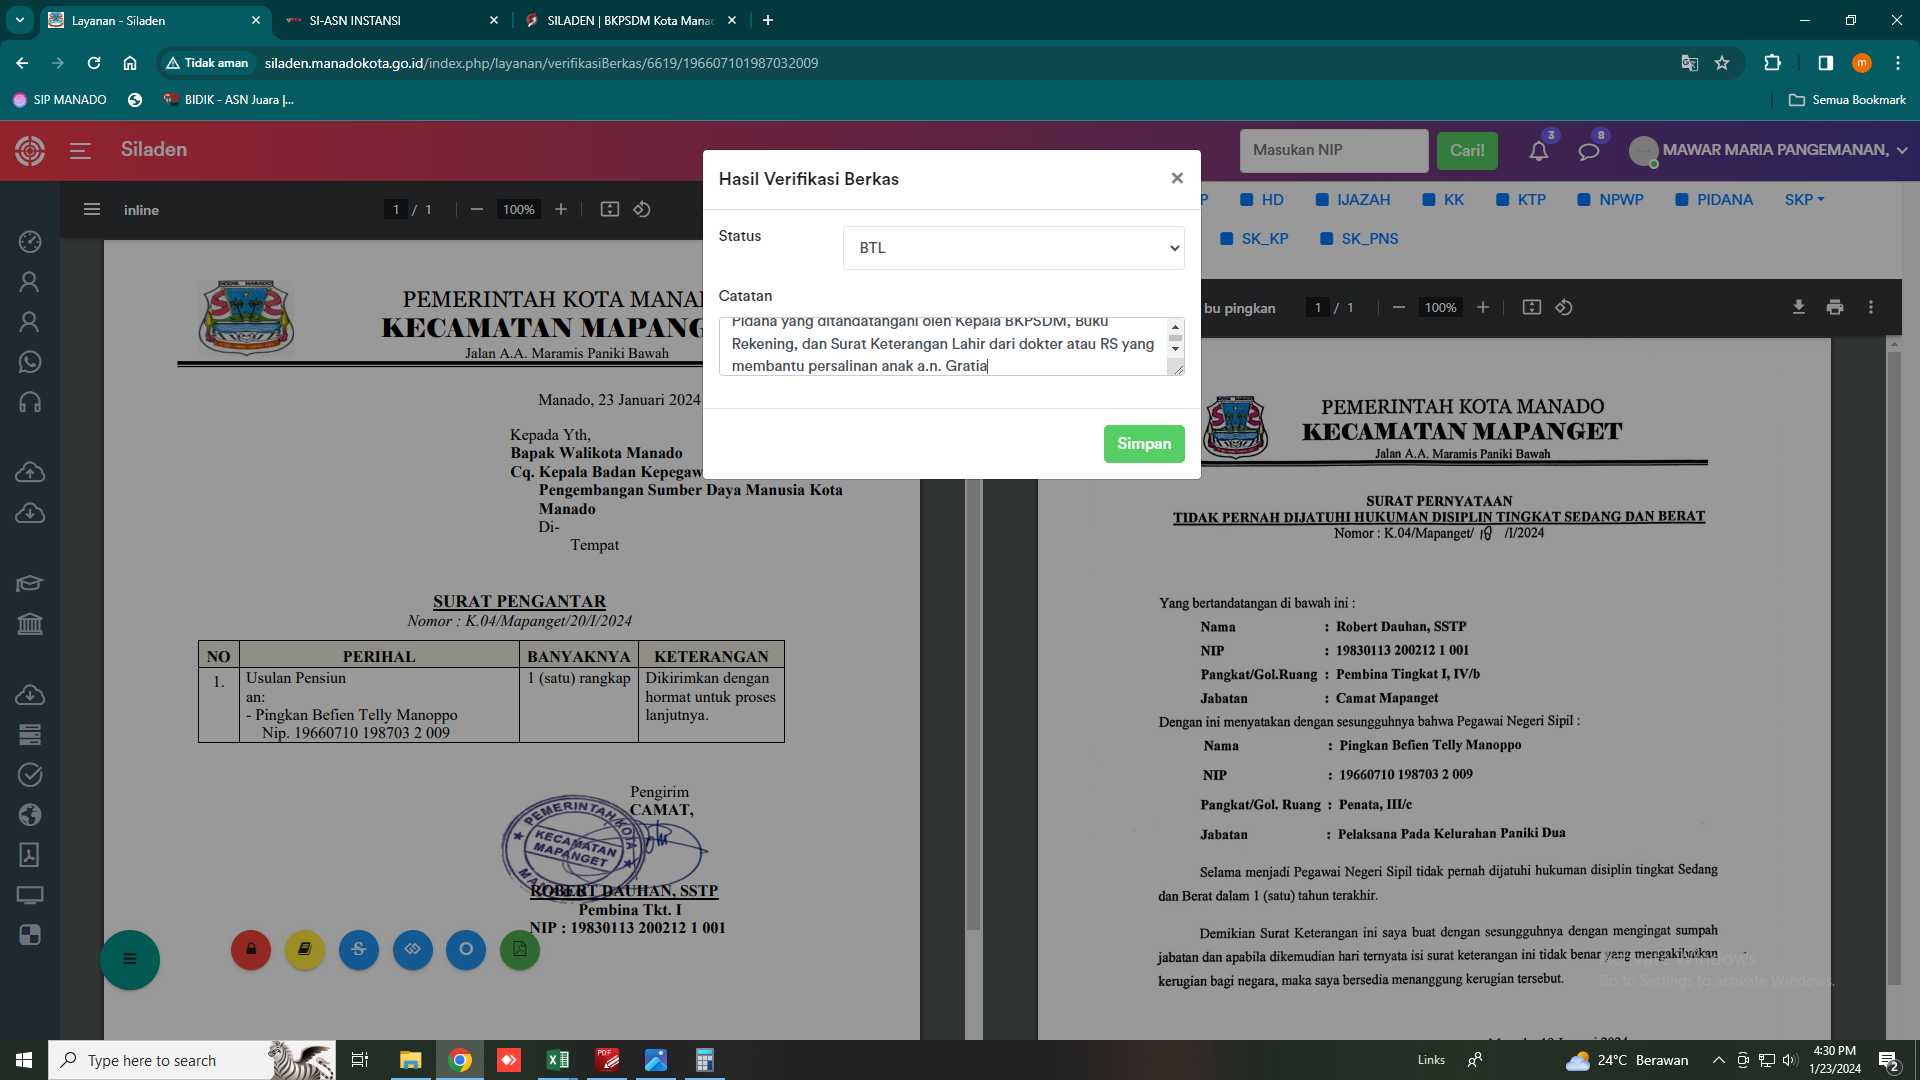 Layanan - Siladen
SI-ASN INSTANSI
SILADEN | BKPSDM Kota Mana
Tidak aman
siladen.manadokota.go.id/index.php/layanan/verifikasiBerkas/6619/196607101987032009
m
SIP MANADO
BIDIK - ASN Juara |...
Semua Bookmark
Siladen
Masukan NIP
Cari!
3
8
MAWAR MARIA PANGEMANAN,
inline
1 / 1
100%
P
HD
IJAZAH
KK
KTP
NPWP
PIDANA
SKP
SK_KP
SK_PNS
Hasil Verifikasi Berkas
×
Status
BTL
Catatan
Pidana yang ditandatangani oleh Kepala BKPSDM, Buku
Rekening, dan Surat Keterangan Lahir dari dokter atau RS yang
membantu persalinan anak a.n. Gratia
Simpan
PEMERINTAH KOTA MANA
KECAMATAN MAPANG
Jalan A.A. Maramis Paniki Bawah
Manado, 23 Januari 2024
Kepada Yth,
Bapak Walikota Manado
Cq. Kepala Badan Kepegaw
Pengembangan Sumber Daya Manusia Kota
Manado
Di-
Tempat
SURAT PENGANTAR
Nomor : K.04/Mapanget/20/I/2024
NO PERIHAL BANYAKNYA KETERANGAN
1. Usulan Pensiun 1 (satu) rangkap Dikirimkan dengan
an: hormat untuk proses
- Pingkan Befien Telly Manoppo lanjutnya.
Nip. 19660710 198703 2 009
Pengirim
CAMAT,
PEMERINTAH KOTA
KECAMATAN
MAPANGET
ROBERT DAUHAN, SSTP
Pembina Tkt. I
NIP : 19830113 200212 1 001
bu pingkan
1 / 1
100%
PEMERINTAH KOTA MANADO
KECAMATAN MAPANGET
Jalan A.A. Maramis Paniki Bawah
SURAT PERNYATAAN
TIDAK PERNAH DIJATUHI HUKUMAN DISIPLIN TINGKAT SEDANG DAN BERAT
Nomor : K.04/Mapanget/ 18 /I/2024
Yang bertandatangan di bawah ini :
Nama : Robert Dauhan, SSTP
NIP : 19830113 200212 1 001
Pangkat/Gol.Ruang : Pembina Tingkat I, IV/b
Jabatan : Camat Mapanget
Dengan ini menyatakan dengan sesungguhnya bahwa Pegawai Negeri Sipil :
Nama : Pingkan Befien Telly Manoppo
NIP : 19660710 198703 2 009
Pangkat/Gol. Ruang : Penata, III/c
Jabatan : Pelaksana Pada Kelurahan Paniki Dua
Selama menjadi Pegawai Negeri Sipil tidak pernah dijatuhi hukuman disiplin tingkat Sedang
dan Berat dalam 1 (satu) tahun terakhir.
Demikian Surat Keterangan ini saya buat dengan sesungguhnya dengan mengingat sumpah
jabatan dan apabila dikemudian hari ternyata isi surat keterangan ini tidak benar yang mengakibatkan
kerugian bagi negara, maka saya bersedia menanggung kerugian tersebut.
Go to Settings to activate Windows.
Type here to search
PDF
Links
24°C Berawan
4:30 PM
1/23/2024
2